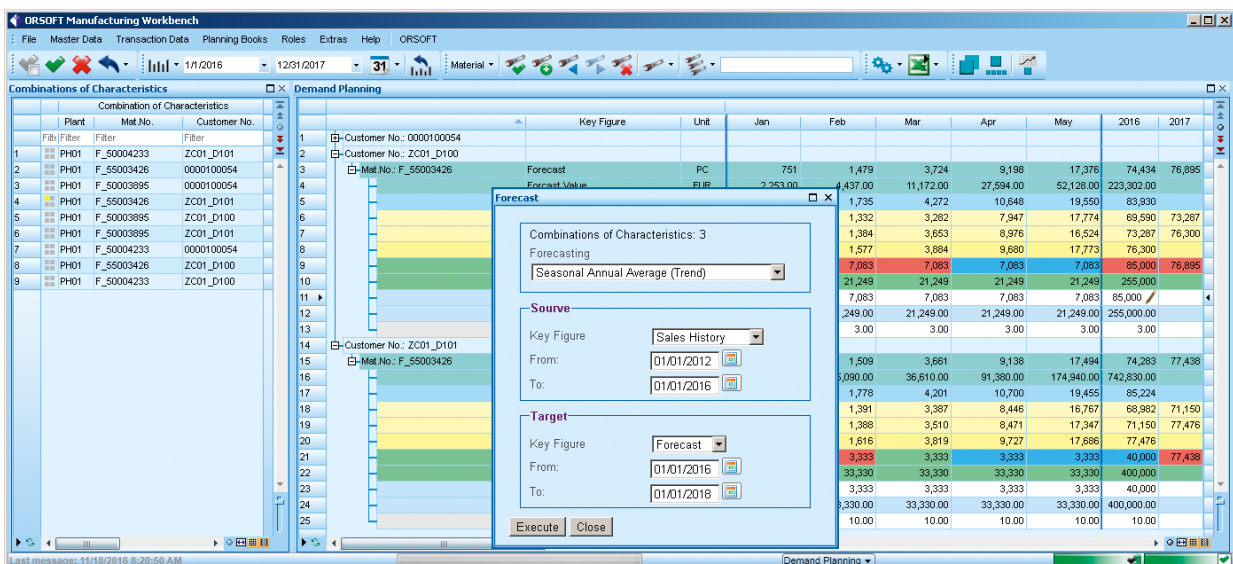 ORSOFT Manufacturing Workbench
File Master Data Transaction Data Planning Books Roles Extras Help ORSOFT
1/1/2016 12/31/2017 31 Material
Combinations of Characteristics
Combination of Characteristics
Plant Mat.No. Customer No.
Filter Filter Filter
1 PH01 F_50004233 ZC01_D101
2 PH01 F_55003426 0000100054
3 PH01 F_50003895 0000100054
4 PH01 F_55003426 ZC01_D101
5 PH01 F_50003895 ZC01_D100
6 PH01 F_50003895 ZC01_D101
7 PH01 F_50004233 0000100054
8 PH01 F_55003426 ZC01_D100
9 PH01 F_50004233 ZC01_D100
Demand Planning
Key Figure Unit Jan Feb Mar Apr May 2016 2017
1 Customer No.: 0000100054
2 Customer No.: ZC01_D100
3 Mat.No.: F_55003426 Forecast PC 751 1,479 3,724 9,198 17,376 74,434 76,895
4 Forcast Value EUR 2,253.00 4,437.00 11,172.00 27,594.00 52,128.00 223,302.00
5 1,735 4,272 10,648 19,550 83,930
6 1,332 3,282 7,947 17,774 69,590 73,287
7 1,384 3,653 8,976 16,524 73,287 76,300
8 1,577 3,884 9,680 17,773 76,300
9 7,083 7,083 7,083 7,083 85,000 76,895
10 21,249 21,249 21,249 21,249 255,000
11 7,083 7,083 7,083 7,083 85,000
12 ,249.00 21,249.00 21,249.00 21,249.00 255,000.00
13 3.00 3.00 3.00 3.00 3.00
14 Customer No.: ZC01_D101
15 Mat.No.: F_55003426 1,509 3,661 9,138 17,494 74,283 77,438
16 5,090.00 36,610.00 91,380.00 174,940.00 742,830.00
17 1,778 4,201 10,700 19,455 85,224
18 1,391 3,387 8,446 16,767 68,982 71,150
19 1,388 3,510 8,471 17,347 71,150 77,476
20 1,616 3,819 9,727 17,686 77,476
21 3,333 3,333 3,333 3,333 40,000 77,438
22 33,330 33,330 33,330 33,330 400,000
23 3,333 3,333 3,333 3,333 40,000
24 ,330.00 33,330.00 33,330.00 33,330.00 400,000.00
25 10.00 10.00 10.00 10.00 10.00
Forecast
Combinations of Characteristics: 3
Forecasting
Seasonal Annual Average (Trend)
Sourve
Key Figure Sales History
From: 01/01/2012
To: 01/01/2016
Target
Key Figure Forecast
From: 01/01/2016
To: 01/01/2018
Execute Close
Last message: 11/18/2016 8:20:50 AM
Demand Planning